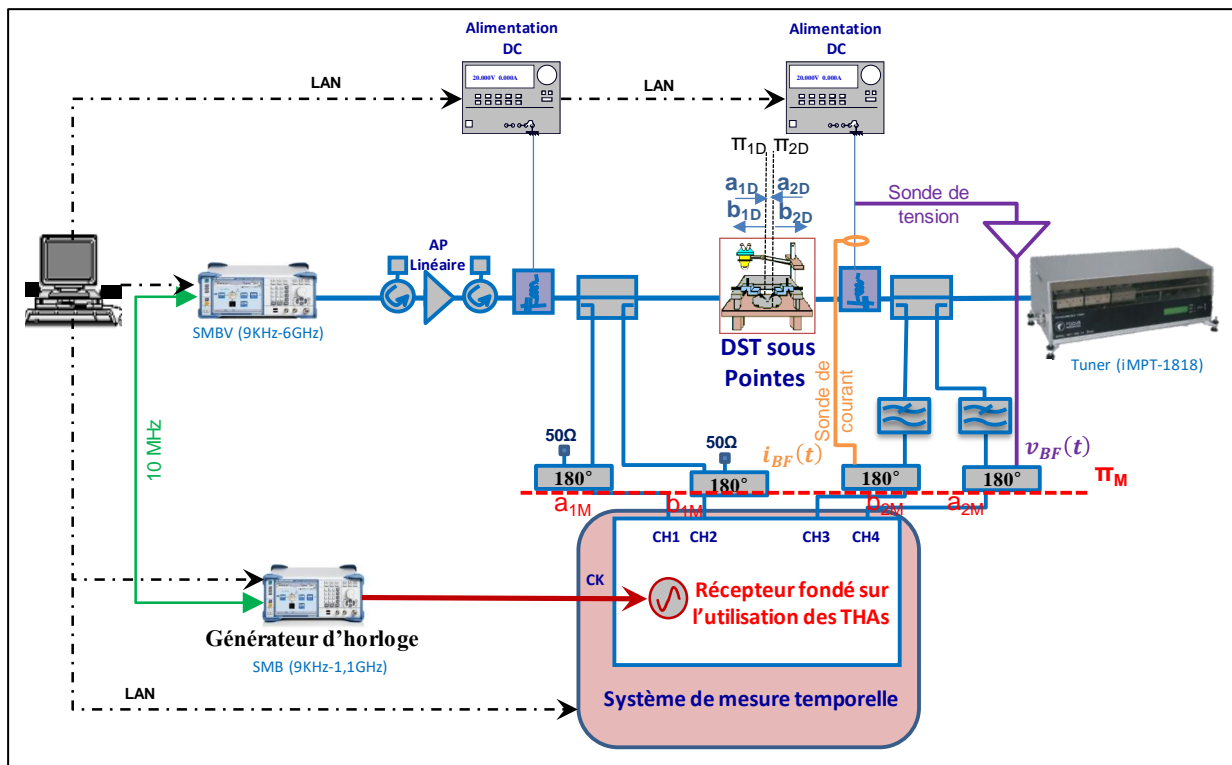 Alimentation
DC
Alimentation
DC
20.000V 0.000A
20.000V 0.000A
LAN
LAN
π1D
π2D
a1D
a2D
b1D
b2D
Sonde de
tension
AP
Linéaire
SMBV (9KHz-6GHz)
DST sous
Pointes
Tuner (iMPT-1818)
Sonde de
courant
10 MHz
50Ω
50Ω
iBF(t)
vBF(t)
180°
180°
180°
180°
πM
a1M
b1M
b2M
a2M
CH1
CH2
CH3
CH4
CK
Récepteur fondé sur
l'utilisation des THAs
Générateur d'horloge
SMB (9KHz-1,1GHz)
LAN
Système de mesure temporelle